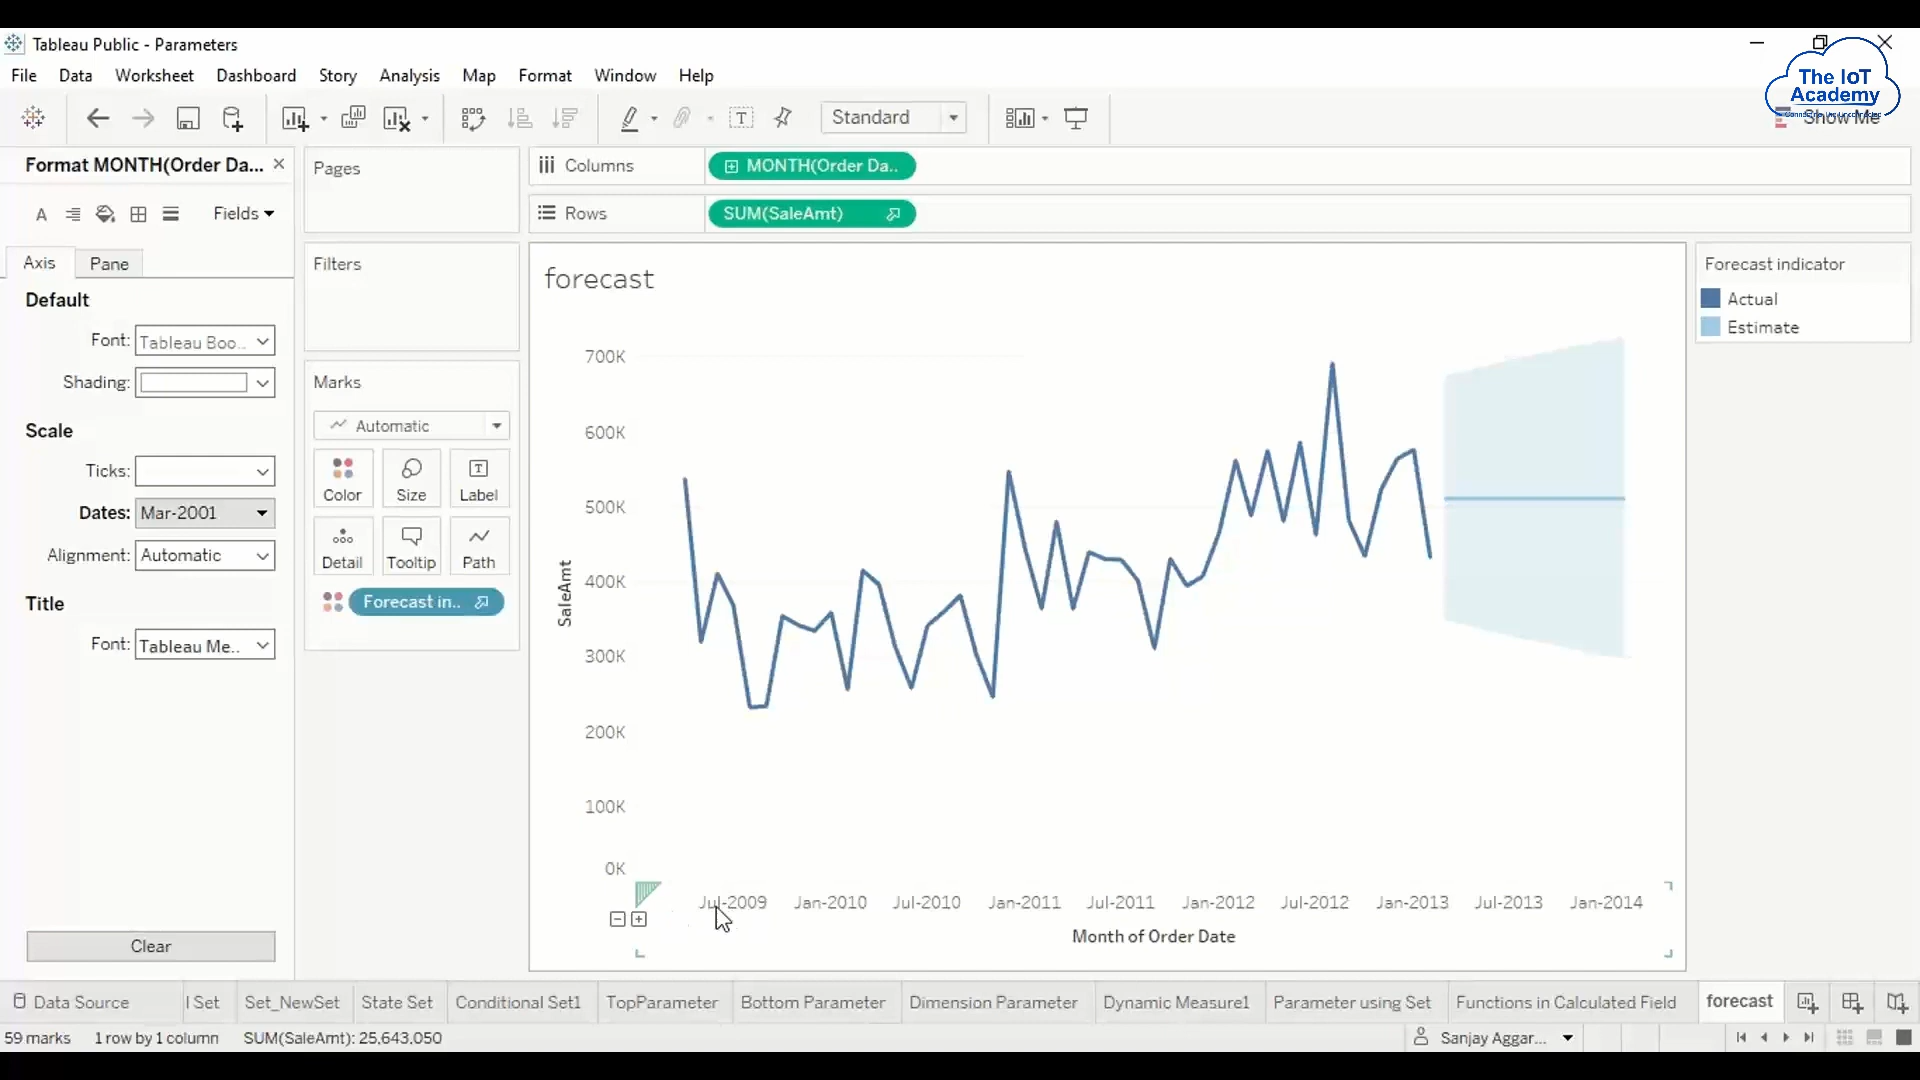 Tableau Public - Parameters
The IoT
Academy
File Data Worksheet Dashboard Story Analysis Map Format Window Help
Standard
Show Me
Format MONTH(Order Da...
Fields
Axis Pane
Default
Font: Tableau Boo..
Shading:
Scale
Ticks:
Dates: Mar-2001
Alignment: Automatic
Title
Font: Tableau Me..
Clear
Pages
Filters
Marks
Automatic
Color Size Label
Detail Tooltip Path
Forecast in..
Columns MONTH(Order Da..
Rows SUM(SaleAmt)
forecast
700K
600K
500K
400K
300K
200K
100K
0K
SaleAmt
Jul-2009 Jan-2010 Jul-2010 Jan-2011 Jul-2011 Jan-2012 Jul-2012 Jan-2013 Jul-2013 Jan-2014
Month of Order Date
Forecast indicator
Actual
Estimate
Data Source l Set Set_NewSet State Set Conditional Set1 TopParameter Bottom Parameter Dimension Parameter Dynamic Measure1 Parameter using Set Functions in Calculated Field forecast
59 marks 1 row by 1 column SUM(SaleAmt): 25,643,050 Sanjay Aggar...